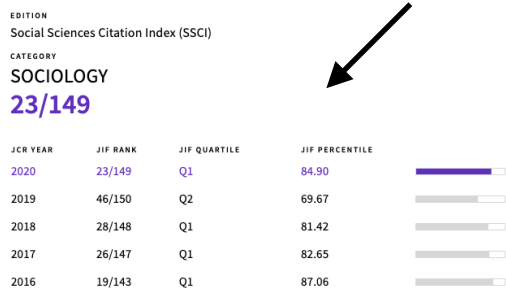 EDITION
Social Sciences Citation Index (SSCI)
CATEGORY
SOCIOLOGY
23/149
JCR YEAR JIF RANK JIF QUARTILE JIF PERCENTILE
2020 23/149 Q1 84.90
2019 46/150 Q2 69.67
2018 28/148 Q1 81.42
2017 26/147 Q1 82.65
2016 19/143 Q1 87.06